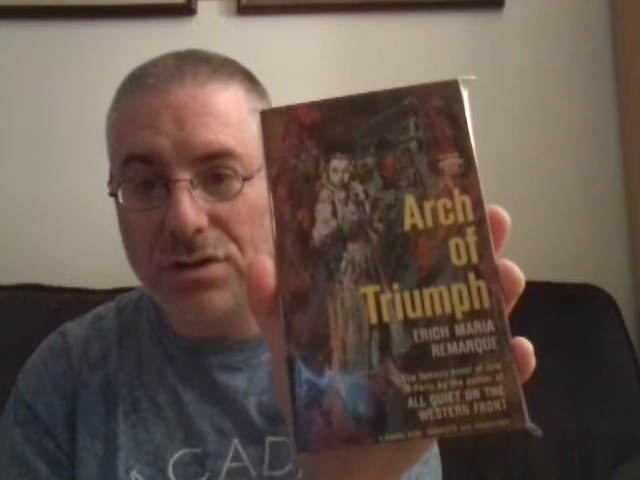 Arch
of
Triumph
ERICH MARIA
REMARQUE
The famous novel of love
in Paris by the author of
ALL QUIET ON THE
WESTERN FRONT
CAD